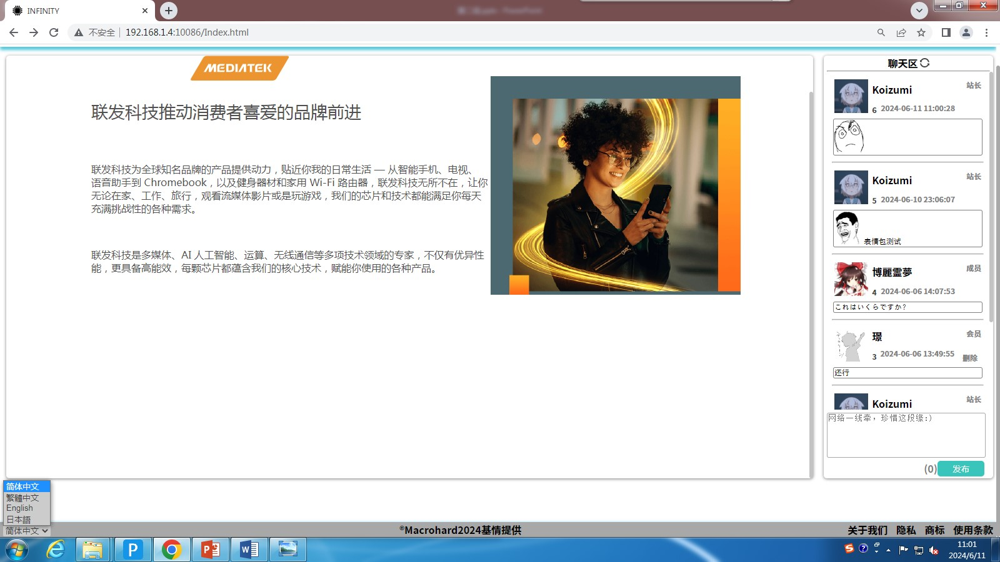 INFINITY
不安全
192.168.1.4:10086/Index.html
MEDIATEK
联发科技推动消费者喜爱的品牌前进
联发科技为全球知名品牌的产品提供动力，贴近你我的日常生活 — 从智能手机、电视、
语音助手到 Chromebook，以及健身器材和家用 Wi-Fi 路由器，联发科技无所不在，让你
无论在家、工作、旅行，观看流媒体影片或是玩游戏，我们的芯片和技术都能满足你每天
充满挑战性的各种需求。
联发科技是多媒体、AI 人工智能、运算、无线通信等多项技术领域的专家，不仅有优异性
能，更具备高能效，每颗芯片都蕴含我们的核心技术，赋能你使用的各种产品。
聊天区
Koizumi
站长
6 2024-06-11 11:00:28
Koizumi
站长
5 2024-06-10 23:06:07
表情包测试
博麗霊夢
成员
4 2024-06-06 14:07:53
これはいくらですか?
璟
会员
3 2024-06-06 13:49:55
删除
还行
Koizumi
站长
网络一线牵，珍惜这段缘:)
(0)
发布
简体中文
繁體中文
English
日本語
简体中文
®Macrohard2024基情提供
关于我们 隐私 商标 使用条款
11:01
2024/6/11